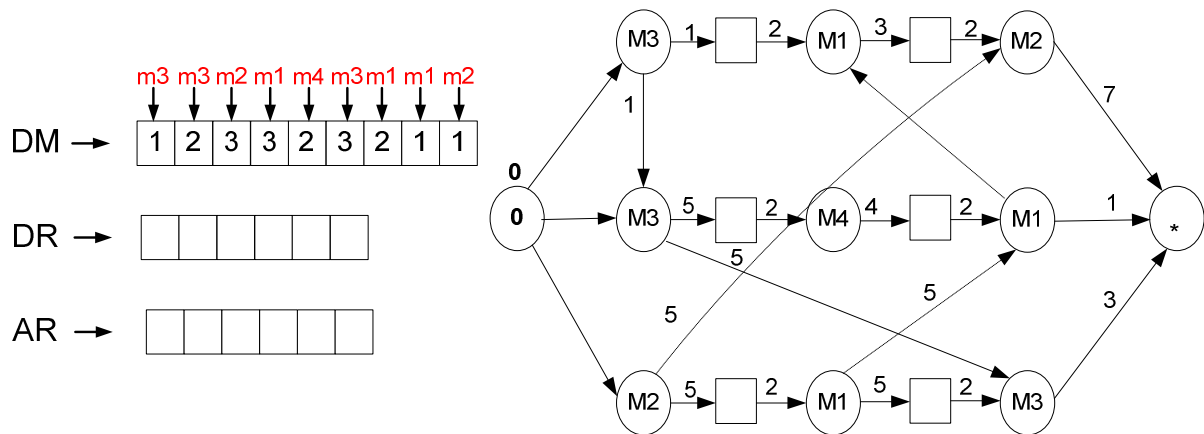 m3 m3 m2 m1 m4 m3 m1 m1 m2
DM 1 2 3 3 2 3 2 1 1
DR
AR
M3 1 2 M1 3 2 M2
1 7
0
0 M3 5 2 M4 4 2 M1 1 *
5
5 5 3
M2 5 2 M1 5 2 M3